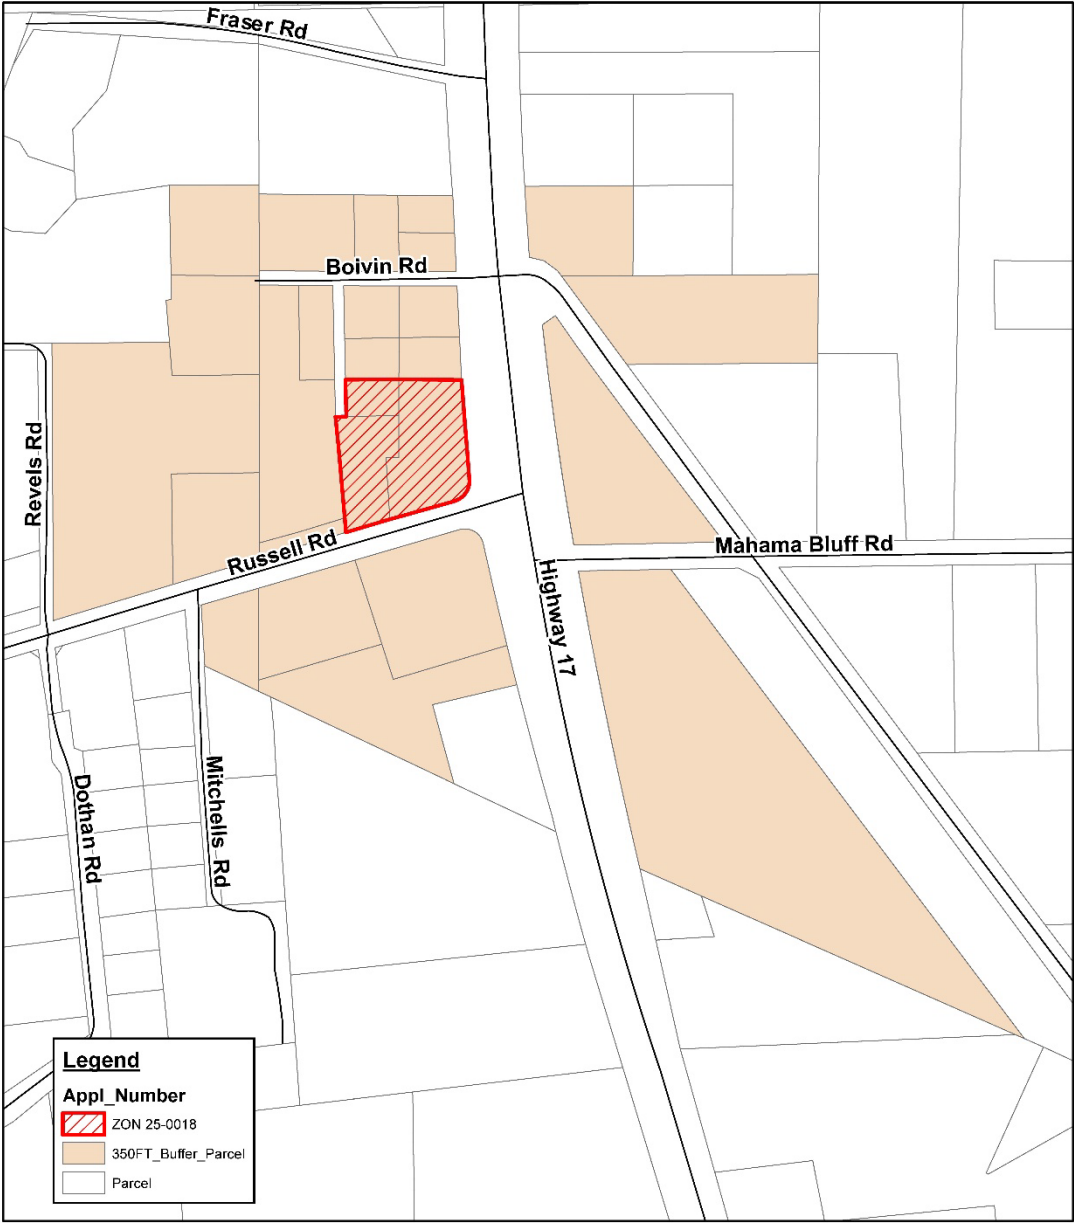 Fraser Rd
Boivin Rd
Revels Rd
Russell Rd
Mahama Bluff Rd
Highway 17
Mitchells Rd
Dothan Rd
Legend
Appl_Number
ZON 25-0018
350FT_Buffer_Parcel
Parcel